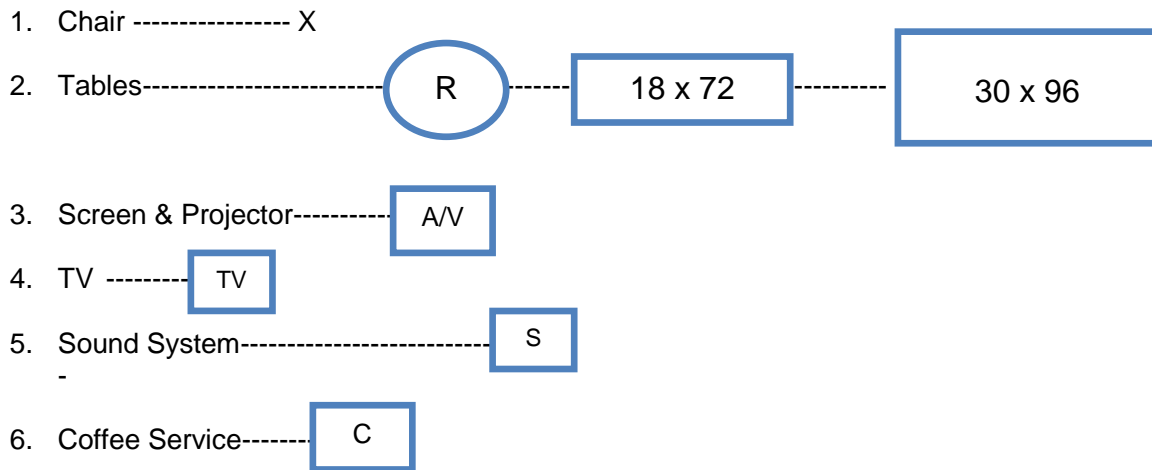 1. Chair ----------------- X
2. Tables-------------------------- R ------- 18 x 72 ---------- 30 x 96
3. Screen & Projector----------- A/V
4. TV --------- TV
5. Sound System--------------------------- S
-
6. Coffee Service------- C